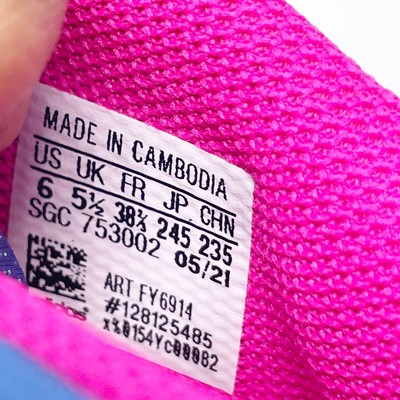 MADE IN CAMBODIA
US UK FR JP CHN
6 5½ 38⅔ 245 235
SGC 753002 05/21
ART FY6914
#128125485
x%0154Yc00082